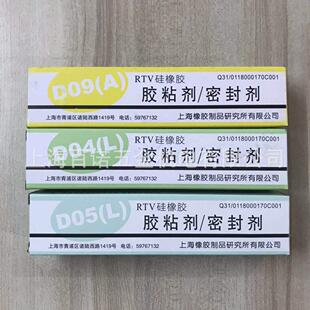 D09(A)
RTV硅橡胶
Q31/0118000170C001
胶粘剂/密封剂
上海市青浦区诸陆西路1419号 电话：59767132
上海橡胶制品研究所有限公司
D04(L)
RTV硅橡胶
Q31/0118000170C001
胶粘剂/密封剂
上海市青浦区诸陆西路1419号 电话：59767132
上海橡胶制品研究所有限公司
D05(L)
RTV硅橡胶
Q31/0118000170C001
胶粘剂/密封剂
上海市青浦区诸陆西路1419号 电话：59767132
上海橡胶制品研究所有限公司